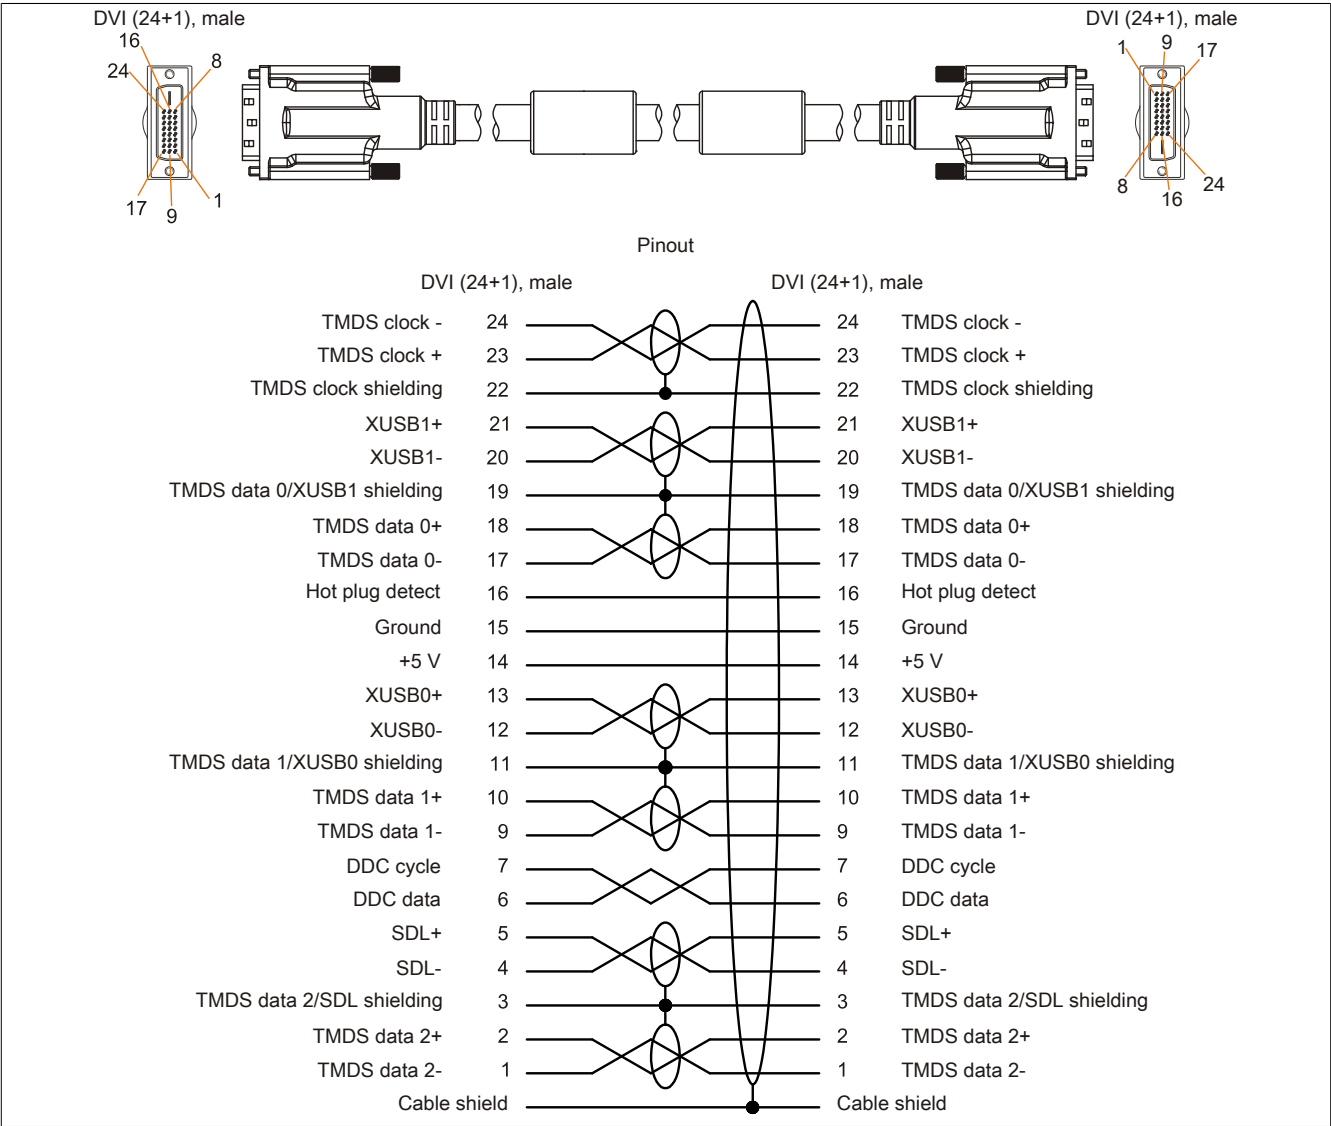 DVI (24+1), male
DVI (24+1), male
16
8
24
17
9
1
1
9
17
8
16
24
Pinout
DVI (24+1), male
DVI (24+1), male
TMDS clock - 24 24 TMDS clock -
TMDS clock + 23 23 TMDS clock +
TMDS clock shielding 22 22 TMDS clock shielding
XUSB1+ 21 21 XUSB1+
XUSB1- 20 20 XUSB1-
TMDS data 0/XUSB1 shielding 19 19 TMDS data 0/XUSB1 shielding
TMDS data 0+ 18 18 TMDS data 0+
TMDS data 0- 17 17 TMDS data 0-
Hot plug detect 16 16 Hot plug detect
Ground 15 15 Ground
+5 V 14 14 +5 V
XUSB0+ 13 13 XUSB0+
XUSB0- 12 12 XUSB0-
TMDS data 1/XUSB0 shielding 11 11 TMDS data 1/XUSB0 shielding
TMDS data 1+ 10 10 TMDS data 1+
TMDS data 1- 9 9 TMDS data 1-
DDC cycle 7 7 DDC cycle
DDC data 6 6 DDC data
SDL+ 5 5 SDL+
SDL- 4 4 SDL-
TMDS data 2/SDL shielding 3 3 TMDS data 2/SDL shielding
TMDS data 2+ 2 2 TMDS data 2+
TMDS data 2- 1 1 TMDS data 2-
Cable shield Cable shield